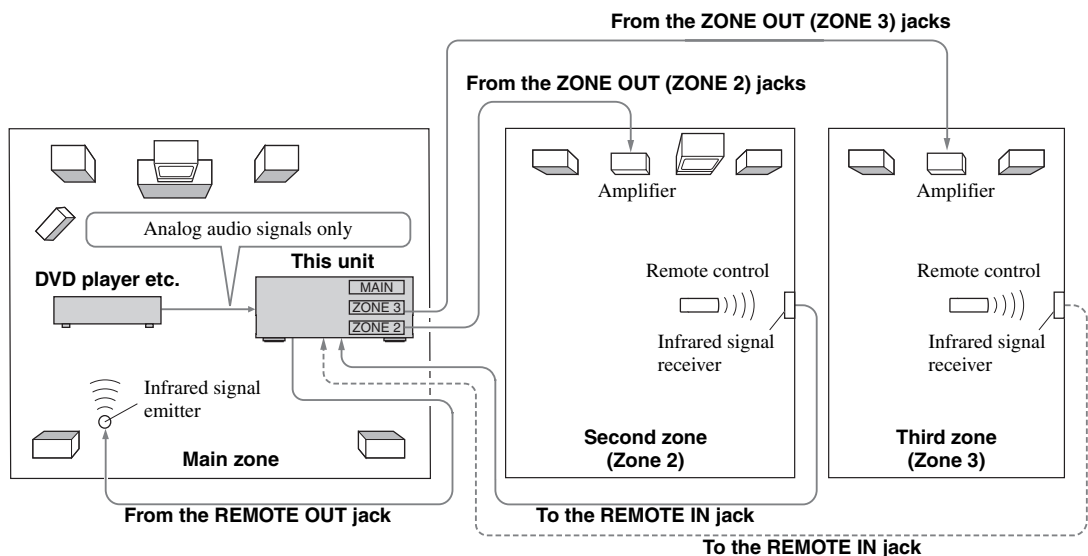 From the ZONE OUT (ZONE 3) jacks
From the ZONE OUT (ZONE 2) jacks
Amplifier
Amplifier
Analog audio signals only
This unit
DVD player etc.
MAIN
ZONE 3
ZONE 2
Remote control
Remote control
Infrared signal
receiver
Infrared signal
receiver
Infrared signal
emitter
Main zone
Second zone
(Zone 2)
Third zone
(Zone 3)
From the REMOTE OUT jack
To the REMOTE IN jack
To the REMOTE IN jack